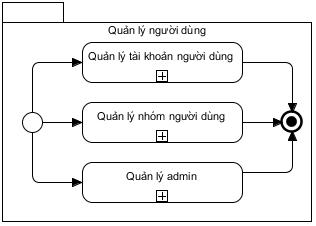 Quản lý người dùng
Quản lý tài khoản người dùng
Quản lý nhóm người dùng
Quản lý admin